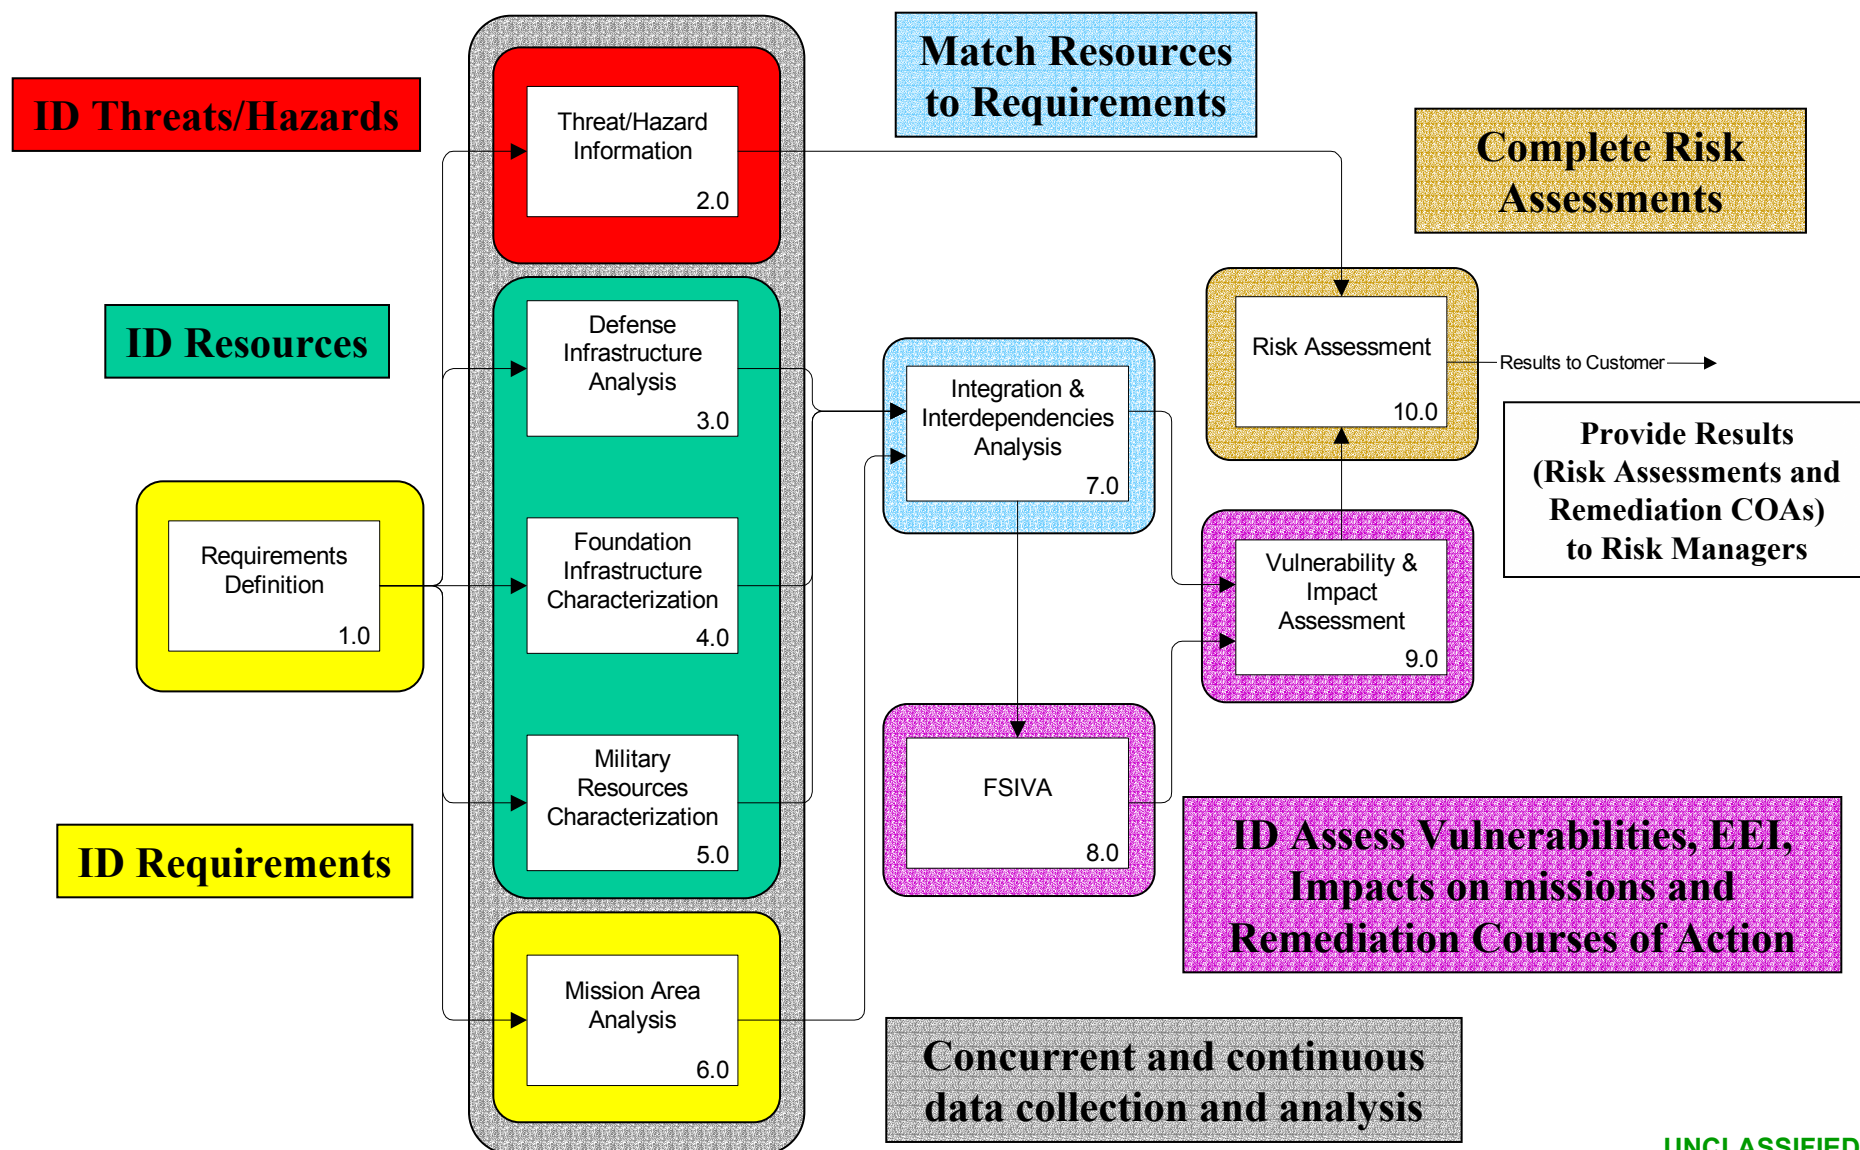 Match Resources
to Requirements
ID Threats/Hazards
Threat/Hazard
Information
2.0
Complete Risk
Assessments
ID Resources
Defense
Infrastructure
Analysis
3.0
Risk Assessment
10.0
Results to Customer
Integration &
Interdependencies
Analysis
7.0
Provide Results
(Risk Assessments and
Remediation COAs)
to Risk Managers
Requirements
Definition
1.0
Foundation
Infrastructure
Characterization
4.0
Vulnerability &
Impact
Assessment
9.0
Military
Resources
Characterization
5.0
FSIVA
8.0
ID Requirements
ID Assess Vulnerabilities, EEI,
Impacts on missions and
Remediation Courses of Action
Mission Area
Analysis
6.0
Concurrent and continuous
data collection and analysis
UNCLASSIFIED